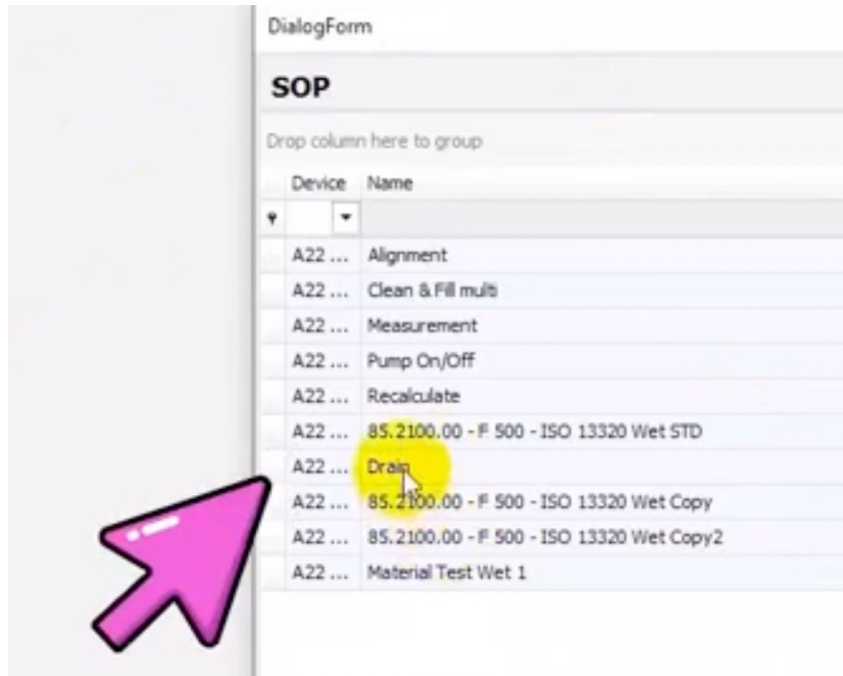 DialogForm
SOP
Drop column here to group
Device Name
A22 ... Alignment
A22 ... Clean & Fill multi
A22 ... Measurement
A22 ... Pump On/Off
A22 ... Recalculate
A22 ... 85.2100.00 - F 500 - ISO 13320 Wet STD
A22 ... Drain
A22 ... 85.2100.00 - F 500 - ISO 13320 Wet Copy
A22 ... 85.2100.00 - F 500 - ISO 13320 Wet Copy2
A22 ... Material Test Wet 1